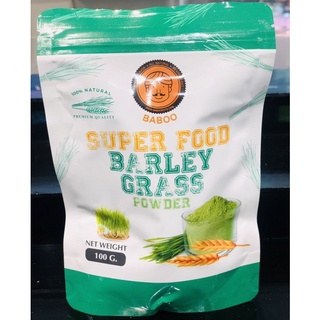 BABOO
100% NATURAL
PREMIUM QUALITY
SUPER FOOD
BARLEY
GRASS
POWDER
NET WEIGHT
100 G.